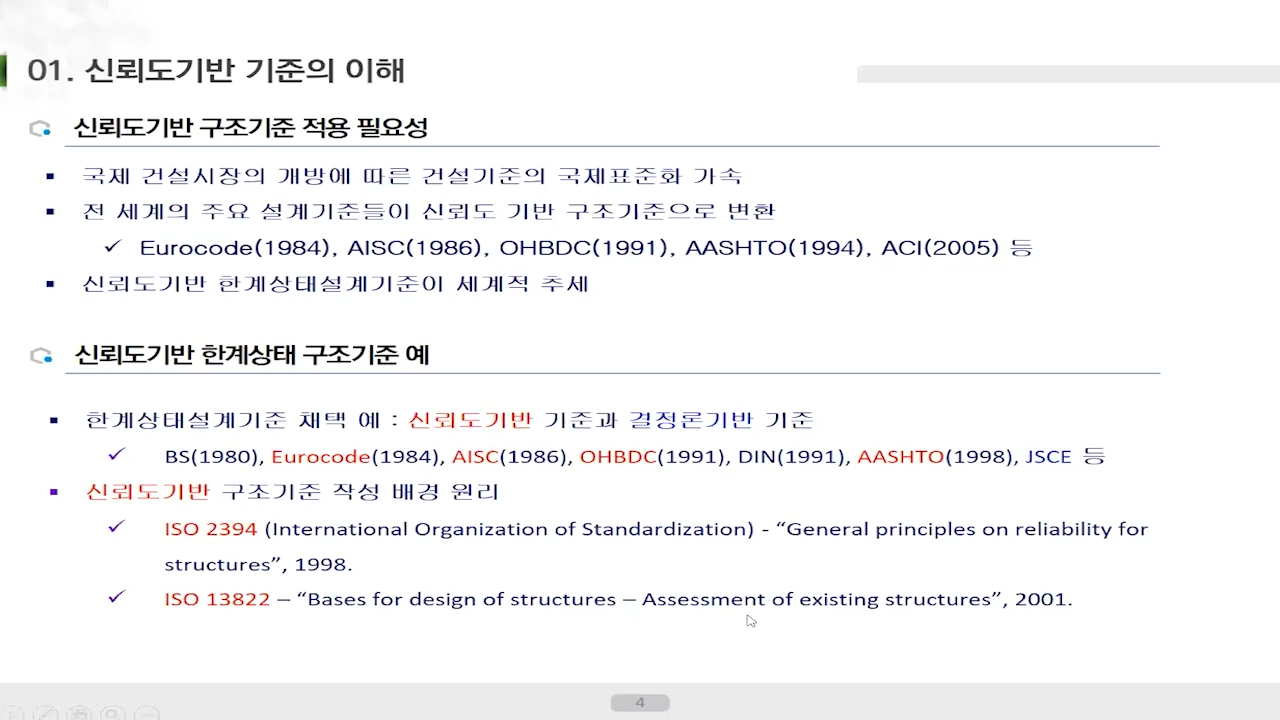 01. 신뢰도기반 기준의 이해
신뢰도기반 구조기준 적용 필요성
▪ 국제 건설시장의 개방에 따른 건설기준의 국제표준화 가속
▪ 전 세계의 주요 설계기준들이 신뢰도 기반 구조기준으로 변환
✓ Eurocode(1984), AISC(1986), OHBDC(1991), AASHTO(1994), ACI(2005) 등
▪ 신뢰도기반 한계상태설계기준이 세계적 추세
신뢰도기반 한계상태 구조기준 예
▪ 한계상태설계기준 채택 예 : 신뢰도기반 기준과 결정론기반 기준
✓ BS(1980), Eurocode(1984), AISC(1986), OHBDC(1991), DIN(1991), AASHTO(1998), JSCE 등
▪ 신뢰도기반 구조기준 작성 배경 원리
✓ ISO 2394 (International Organization of Standardization) - “General principles on reliability for
structures”, 1998.
✓ ISO 13822 – “Bases for design of structures – Assessment of existing structures”, 2001.
4